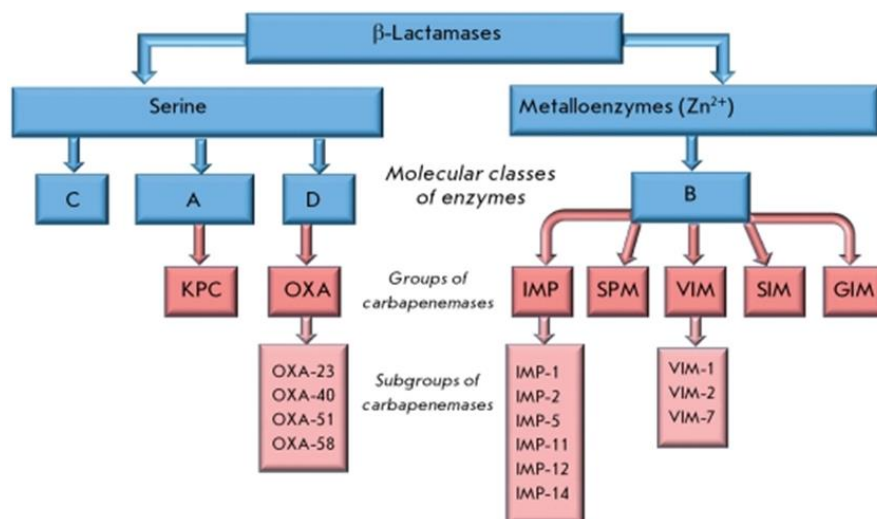 β-Lactamases
Serine
Metalloenzymes (Zn²⁺)
C
A
D
Molecular classes
of enzymes
B
KPC
OXA
Groups of
carbapenemases
IMP
SPM
VIM
SIM
GIM
OXA-23
OXA-40
OXA-51
OXA-58
Subgroups of
carbapenemases
IMP-1
IMP-2
IMP-5
IMP-11
IMP-12
IMP-14
VIM-1
VIM-2
VIM-7